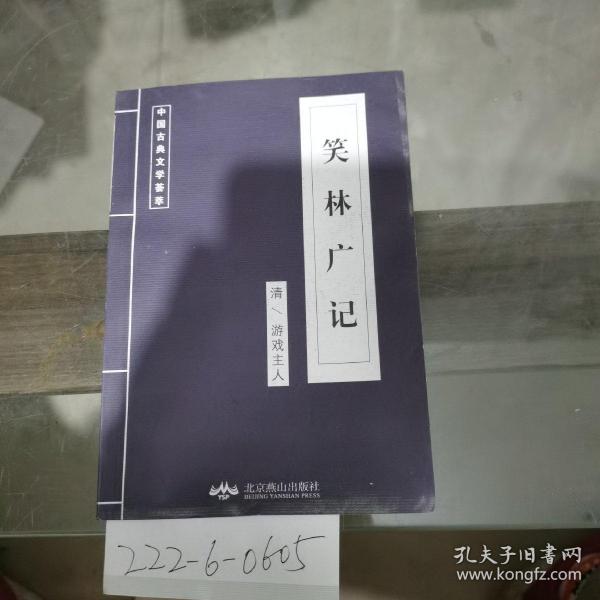 中国古典文学荟萃
笑林广记
清/游戏主人
YSP
北京燕山出版社
BEIJING YANSHAN PRESS
222-6-0605
孔夫子旧书网
www.kongfz.com